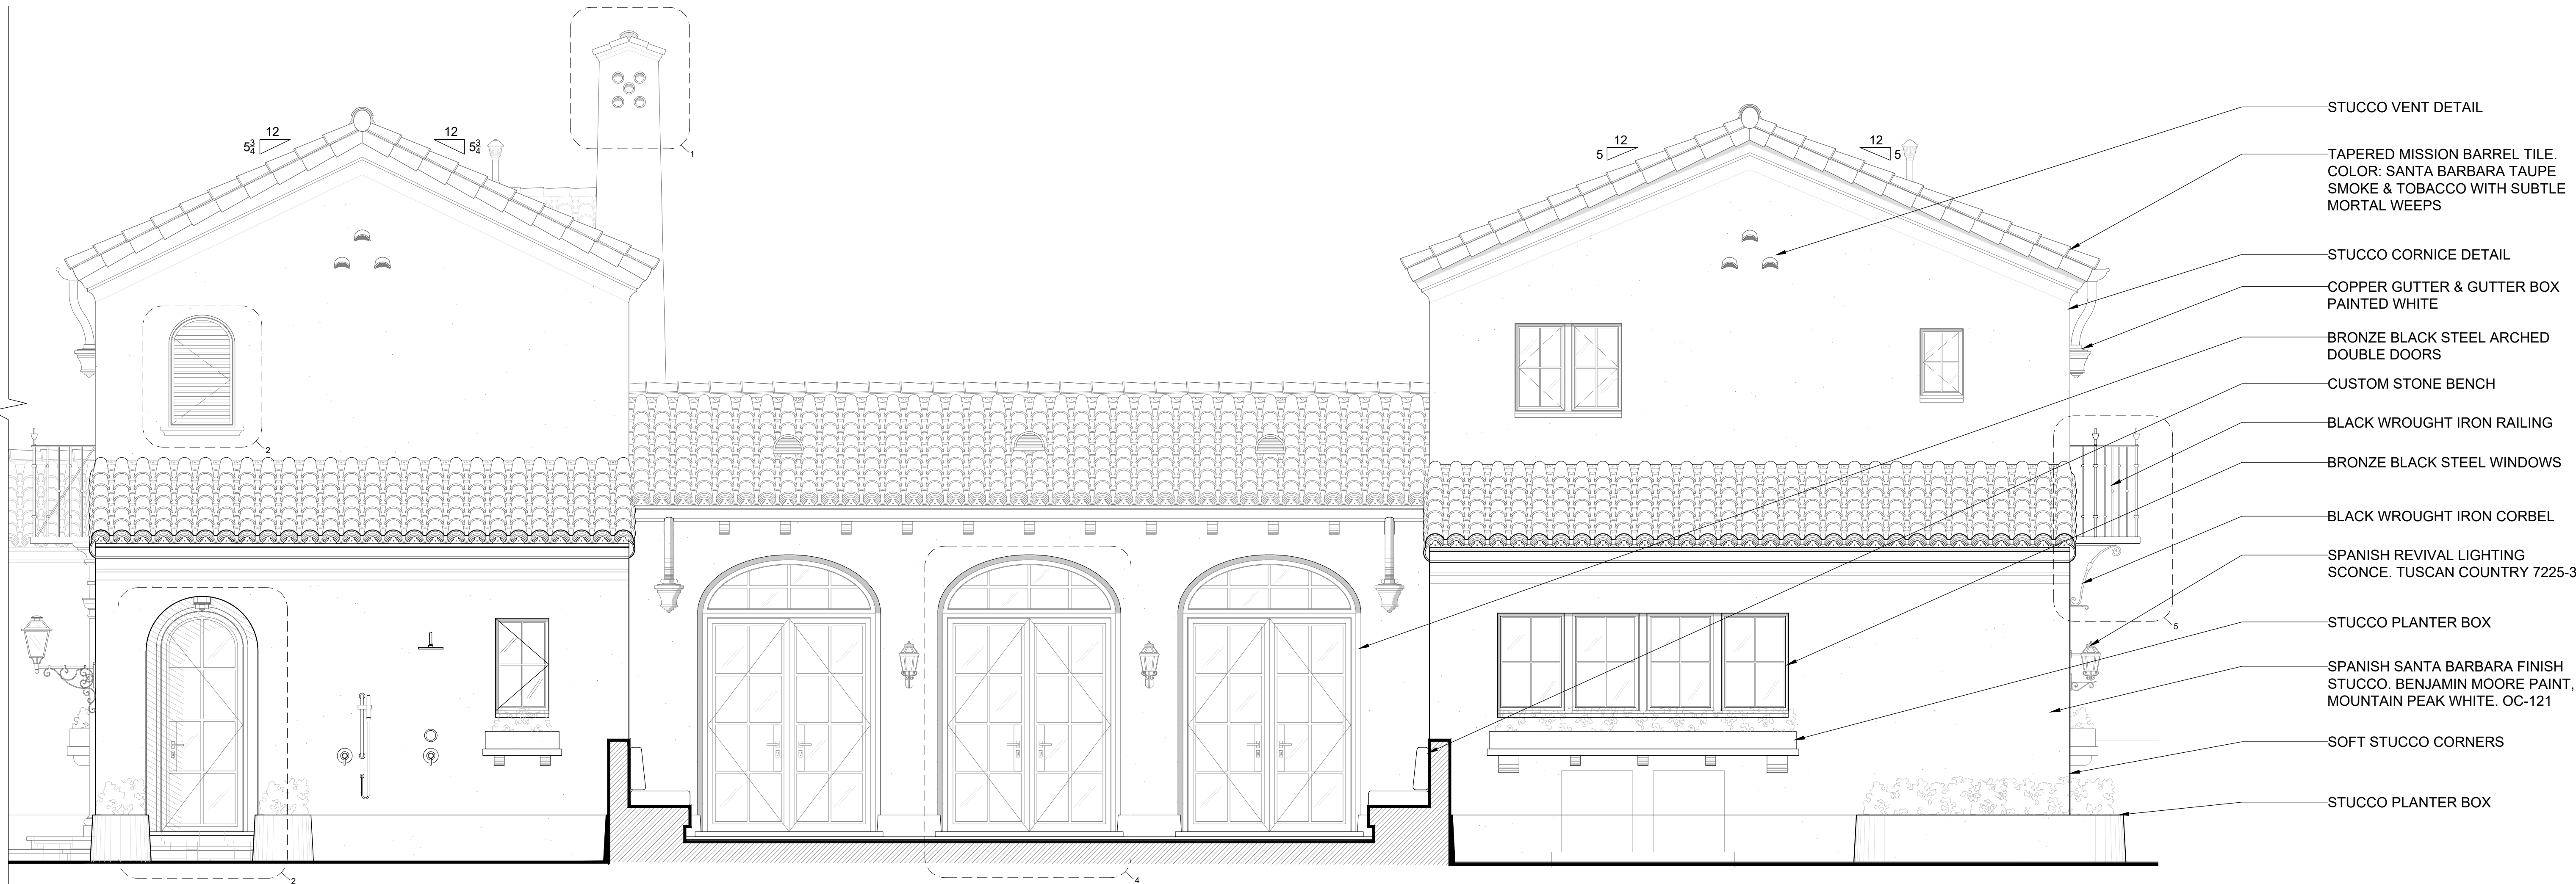 STUCCO VENT DETAIL
TAPERED MISSION BARREL TILE.
COLOR: SANTA BARBARA TAUPE
SMOKE & TOBACCO WITH SUBTLE
MORTAL WEEPS
STUCCO CORNICE DETAIL
COPPER GUTTER & GUTTER BOX
PAINTED WHITE
BRONZE BLACK STEEL ARCHED
DOUBLE DOORS
CUSTOM STONE BENCH
BLACK WROUGHT IRON RAILING
BRONZE BLACK STEEL WINDOWS
BLACK WROUGHT IRON CORBEL
SPANISH REVIVAL LIGHTING
SCONCE. TUSCAN COUNTRY 7225-3
STUCCO PLANTER BOX
SPANISH SANTA BARBARA FINISH
STUCCO. BENJAMIN MOORE PAINT,
MOUNTAIN PEAK WHITE. OC-121
SOFT STUCCO CORNERS
STUCCO PLANTER BOX
12
5 3/4
12
5 3/4
12
5
12
5
1
2
2
4
5